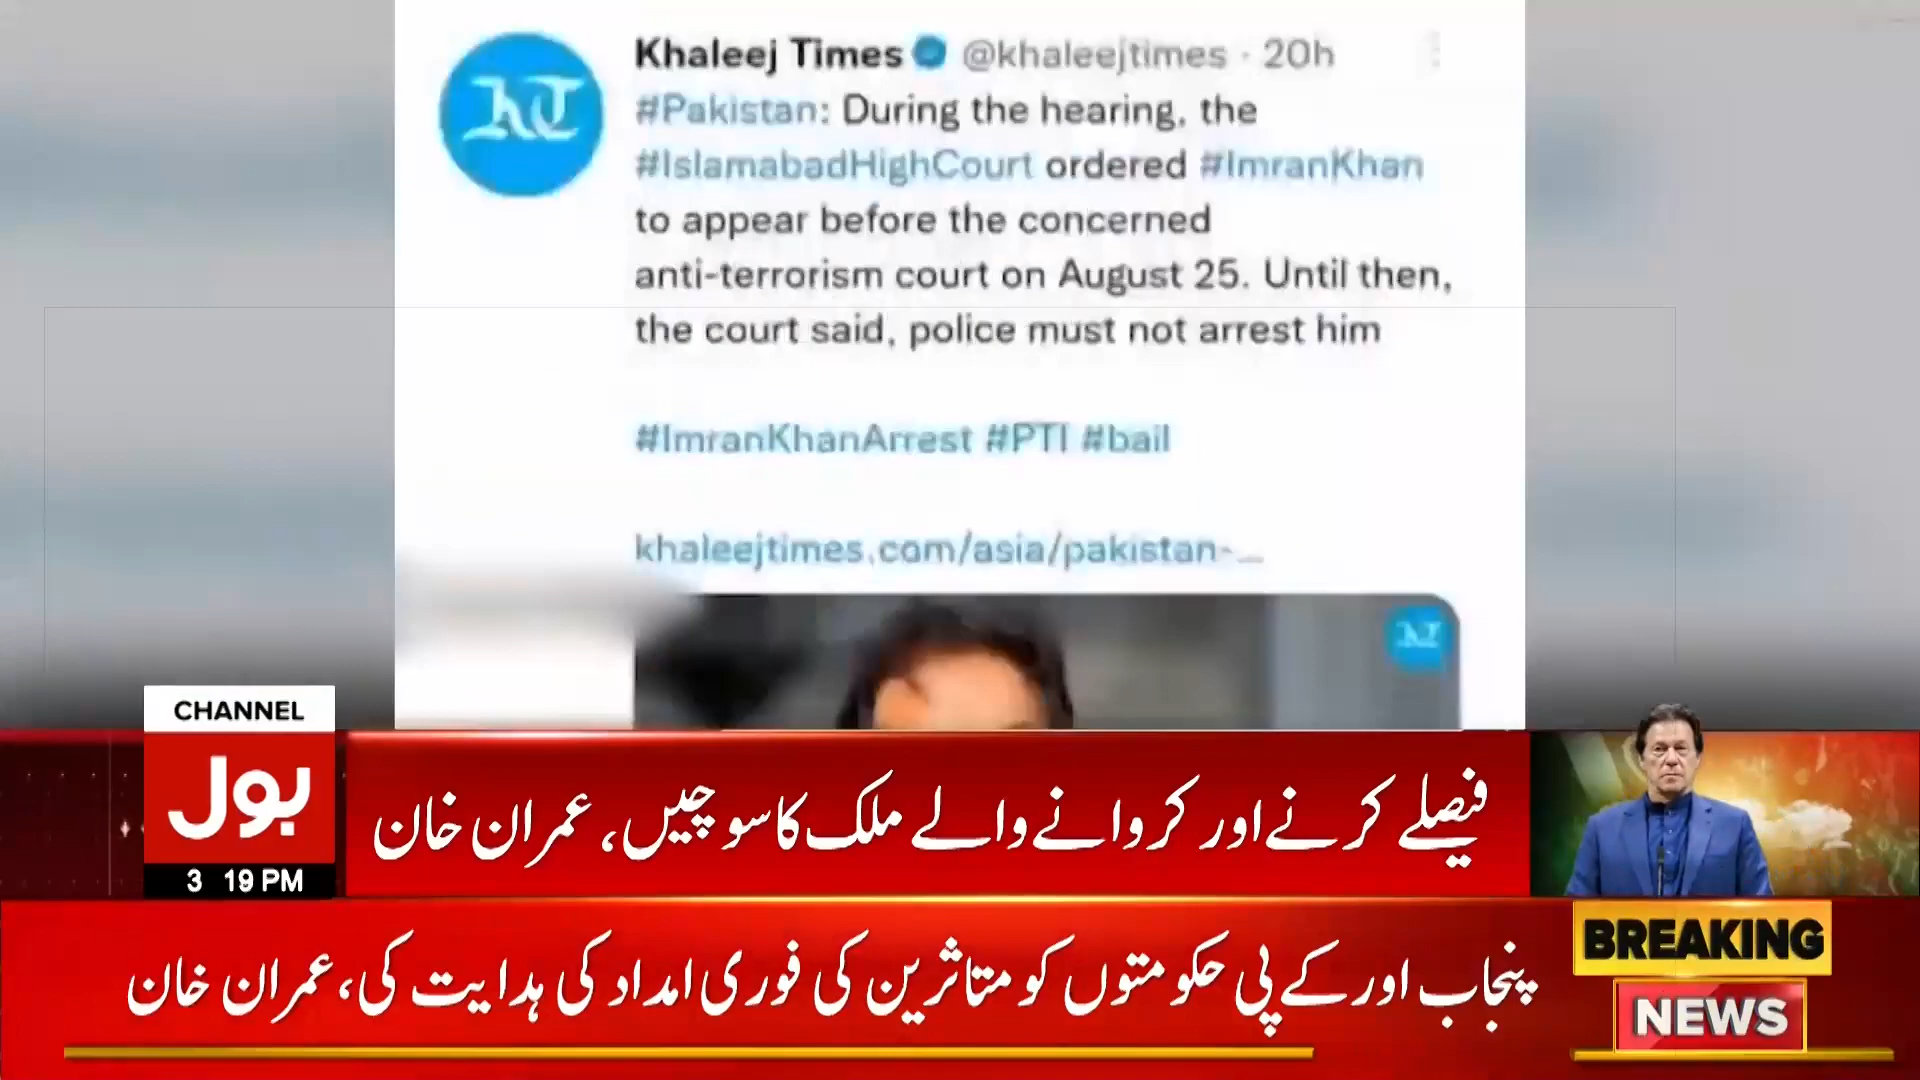 Khaleej Times @khaleejtimes · 20h
#Pakistan: During the hearing, the
#IslamabadHighCourt ordered #ImranKhan
to appear before the concerned
anti-terrorism court on August 25. Until then,
the court said, police must not arrest him
#ImranKhanArrest #PTI #bail
khaleejtimes.com/asia/pakistan-...
CHANNEL
بول
3 19 PM
فیصلے کرنے اور کروانے والے ملک کا سوچیں، عمران خان
پنجاب اور کے پی حکومتوں کو متاثرین کی فوری امداد کی ہدایت کی، عمران خان
BREAKING
NEWS